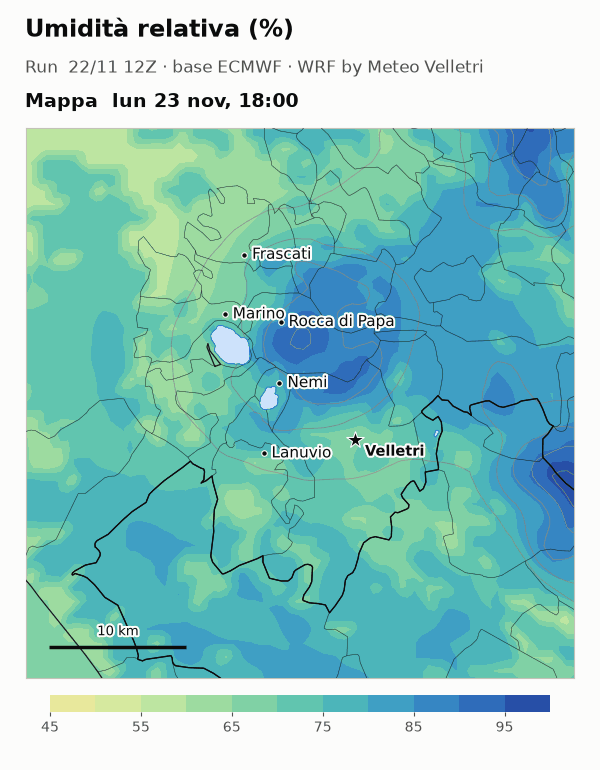 Umidità relativa (%)
Run  22/11 12Z · base ECMWF · WRF by Meteo Velletri
Mappa  lun 23 nov, 18:00
Frascati
Marino
Rocca di Papa
Nemi
Velletri
Lanuvio
10 km
45 55 65 75 85 95